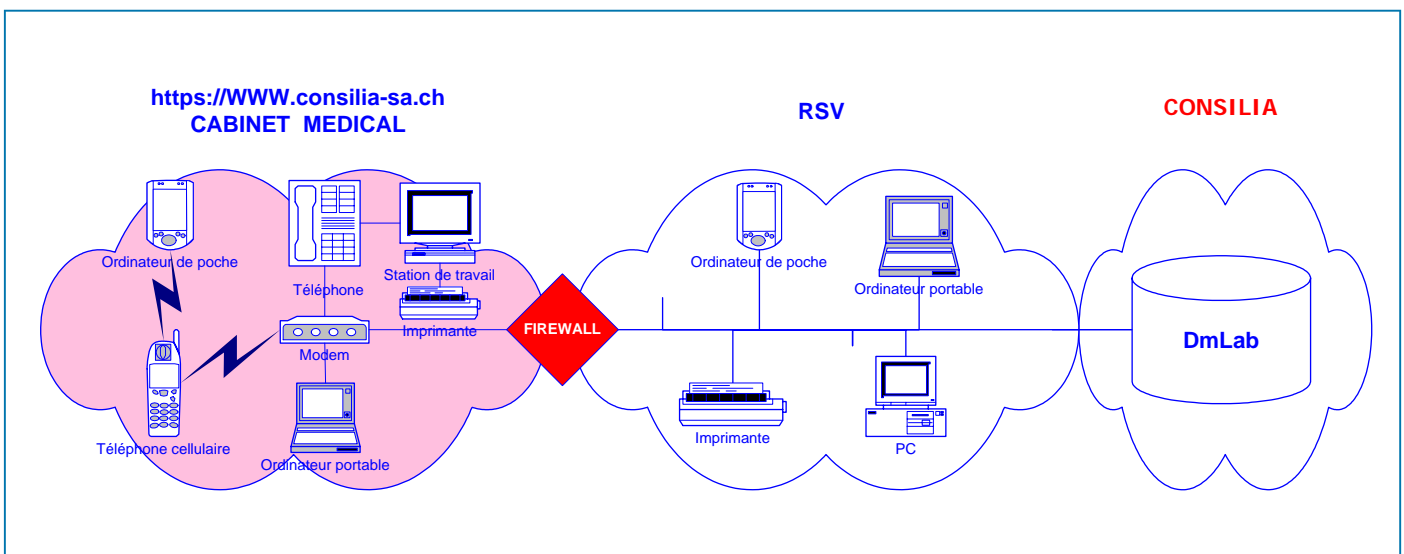 https://WWW.consilia-sa.ch
CABINET MEDICAL
RSV
CONSILIA
Ordinateur de poche
Téléphone
Station de travail
Imprimante
Modem
Téléphone cellulaire
Ordinateur portable
FIREWALL
Ordinateur de poche
Ordinateur portable
Imprimante
PC
DmLab